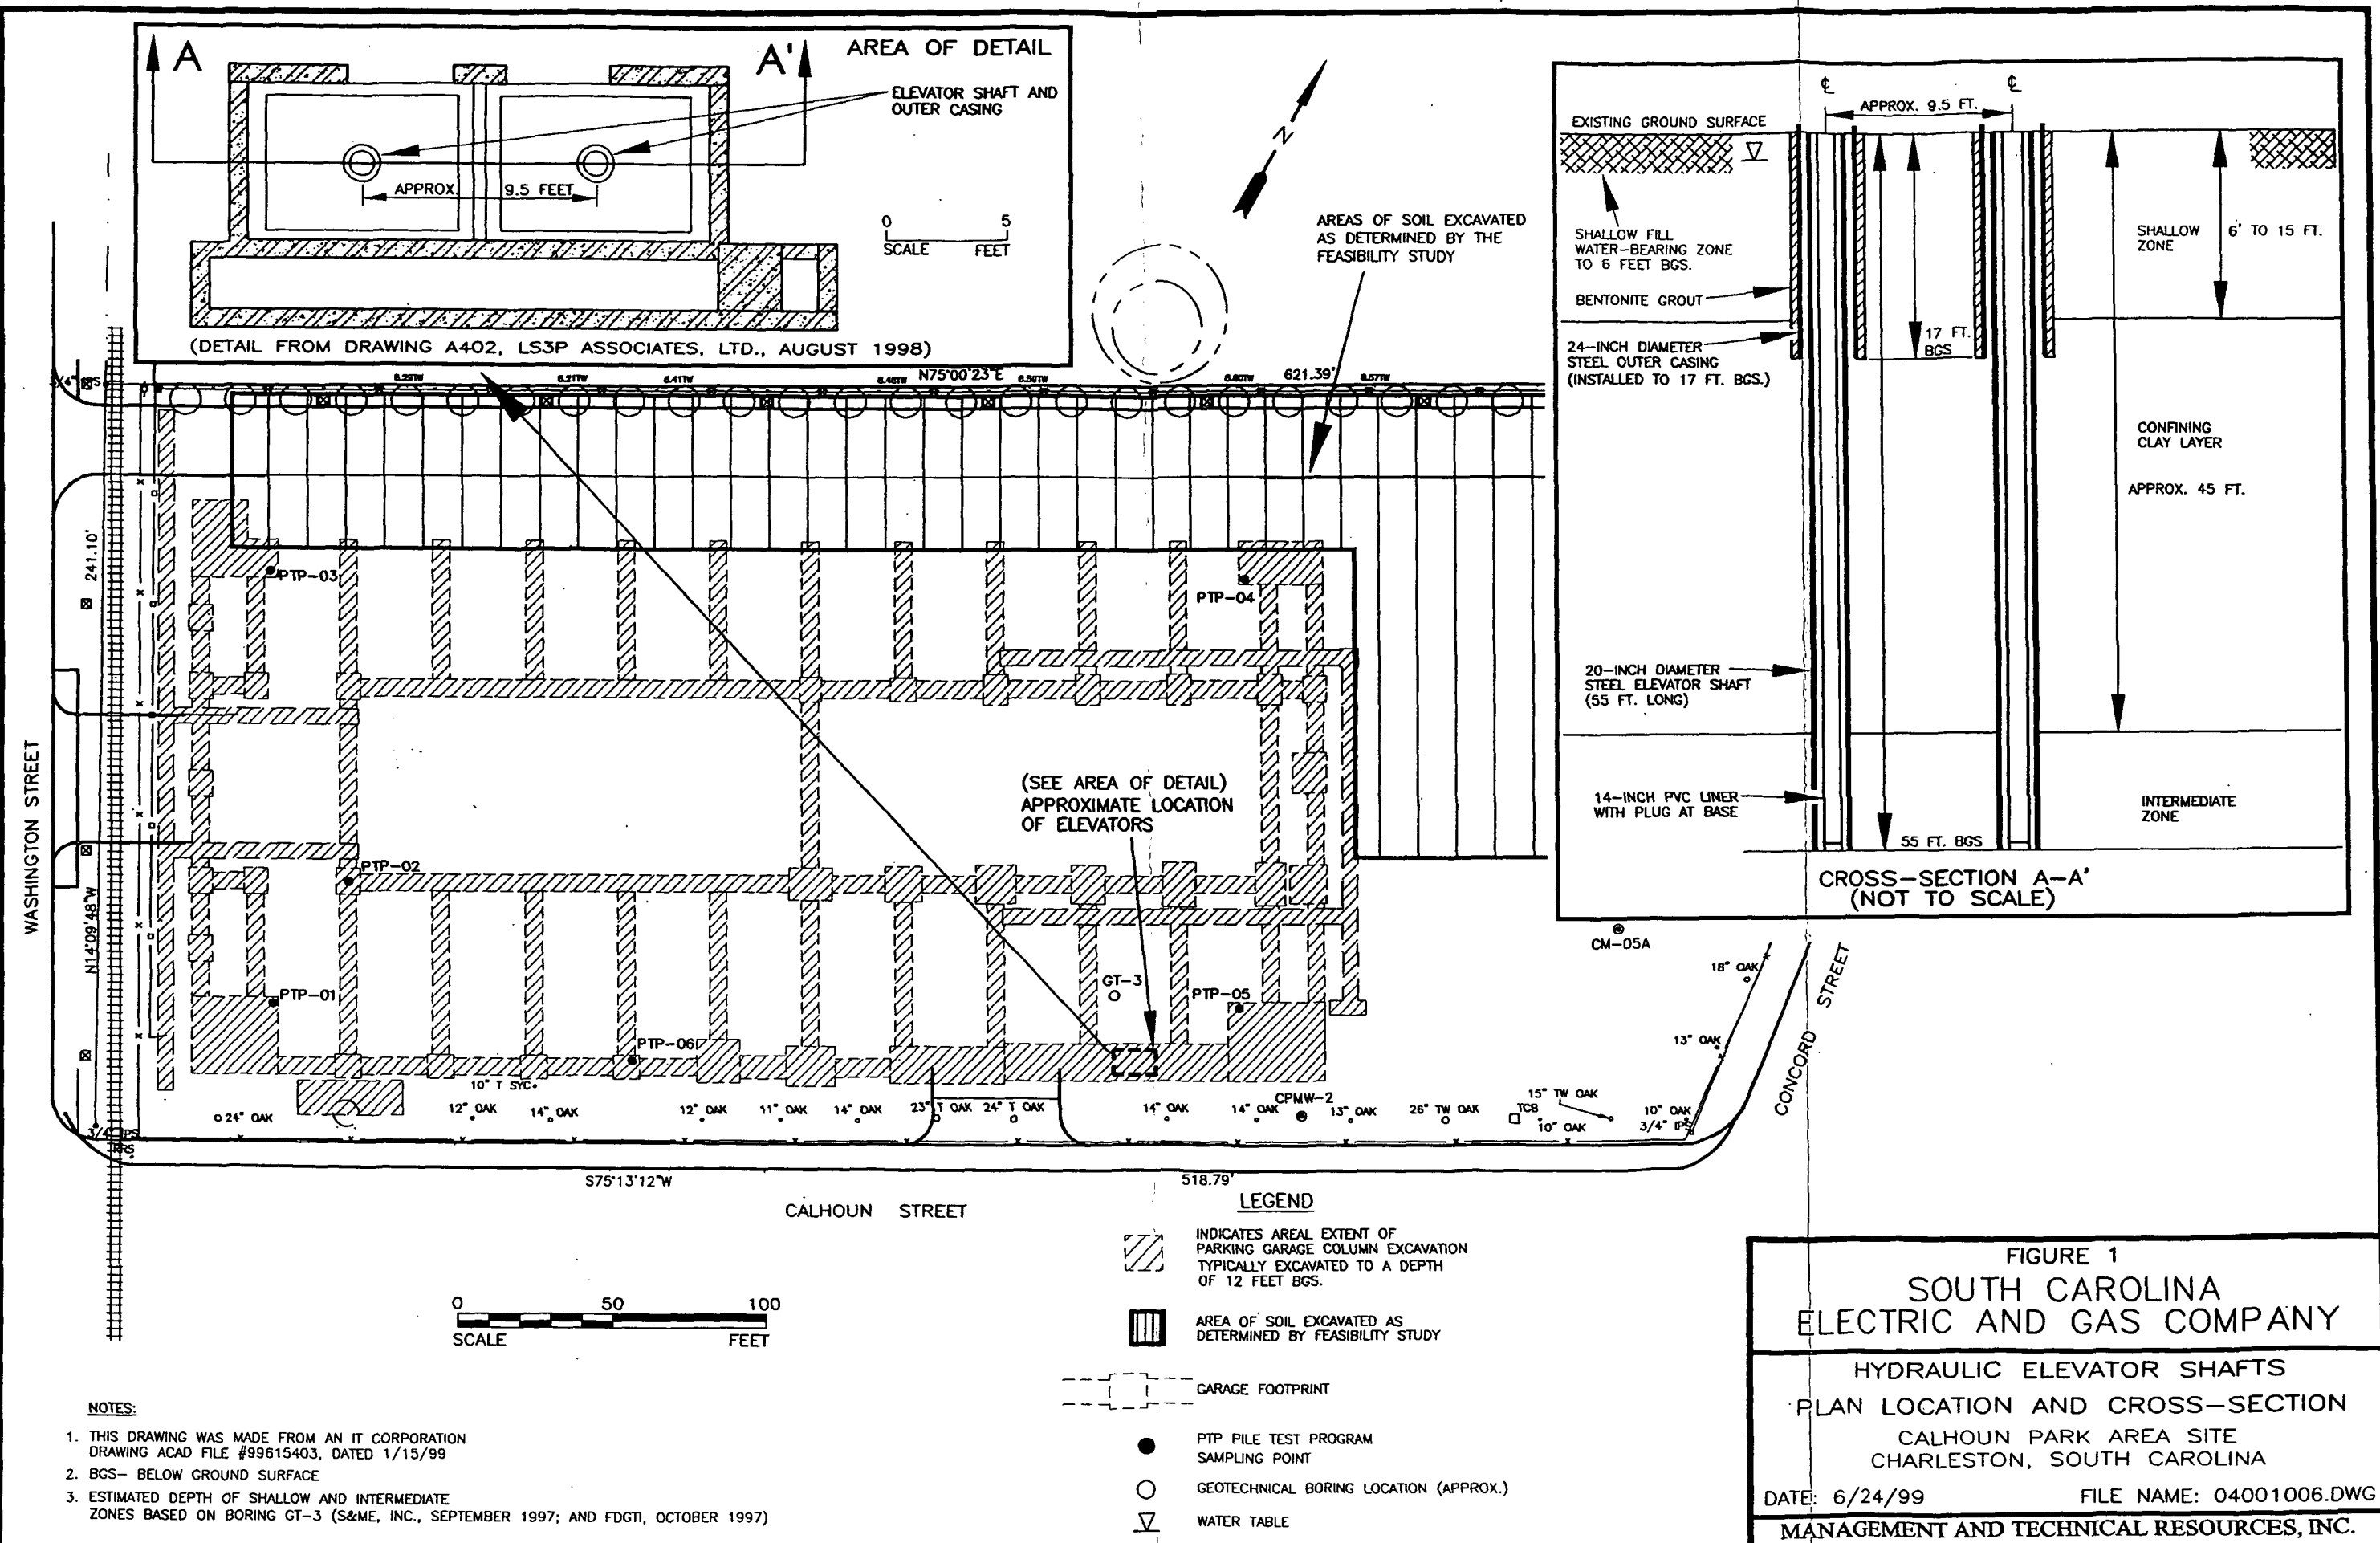 A
A'
AREA OF DETAIL
ELEVATOR SHAFT AND
OUTER CASING
APPROX. 9.5 FEET
0 5
SCALE FEET
(DETAIL FROM DRAWING A402, LS3P ASSOCIATES, LTD., AUGUST 1998)
N
AREAS OF SOIL EXCAVATED
AS DETERMINED BY THE
FEASIBILITY STUDY
℄ ℄
APPROX. 9.5 FT.
EXISTING GROUND SURFACE
SHALLOW FILL
WATER-BEARING ZONE
TO 6 FEET BGS.
BENTONITE GROUT
24-INCH DIAMETER
STEEL OUTER CASING
(INSTALLED TO 17 FT. BGS.)
17 FT.
BGS
SHALLOW
ZONE
6' TO 15 FT.
CONFINING
CLAY LAYER
APPROX. 45 FT.
20-INCH DIAMETER
STEEL ELEVATOR SHAFT
(55 FT. LONG)
14-INCH PVC LINER
WITH PLUG AT BASE
55 FT. BGS
INTERMEDIATE
ZONE
CROSS-SECTION A-A'
(NOT TO SCALE)
6.21TW
6.41TW
N75°00'23"E
621.39'
241.10'
N14°09'48"W
WASHINGTON STREET
PTP-03
PTP-04
PTP-02
(SEE AREA OF DETAIL)
APPROXIMATE LOCATION
OF ELEVATORS
PTP-01
GT-3
PTP-05
PTP-06
CM-05A
18" OAK
13" OAK
CONCORD STREET
10" T SYC.
24" OAK
12" OAK
14" OAK
12" OAK
11" OAK
14" OAK
23" T OAK
24" T OAK
14" OAK
14" OAK
CPMW-2
13" OAK
26" TW OAK
TCB
15" TW OAK
10" OAK
10" OAK
3/4" IPS
3/4" IPS
S75°13'12"W
518.79'
CALHOUN STREET
0 50 100
SCALE FEET
LEGEND
INDICATES AREAL EXTENT OF
PARKING GARAGE COLUMN EXCAVATION
TYPICALLY EXCAVATED TO A DEPTH
OF 12 FEET BGS.
AREA OF SOIL EXCAVATED AS
DETERMINED BY FEASIBILITY STUDY
GARAGE FOOTPRINT
PTP PILE TEST PROGRAM
SAMPLING POINT
GEOTECHNICAL BORING LOCATION (APPROX.)
WATER TABLE
NOTES:
1. THIS DRAWING WAS MADE FROM AN IT CORPORATION
DRAWING ACAD FILE #99615403, DATED 1/15/99
2. BGS- BELOW GROUND SURFACE
3. ESTIMATED DEPTH OF SHALLOW AND INTERMEDIATE
ZONES BASED ON BORING GT-3 (S&ME, INC., SEPTEMBER 1997; AND FDGTI, OCTOBER 1997)
FIGURE 1
SOUTH CAROLINA
ELECTRIC AND GAS COMPANY
HYDRAULIC ELEVATOR SHAFTS
PLAN LOCATION AND CROSS-SECTION
CALHOUN PARK AREA SITE
CHARLESTON, SOUTH CAROLINA
DATE: 6/24/99 FILE NAME: 04001006.DWG
MANAGEMENT AND TECHNICAL RESOURCES, INC.